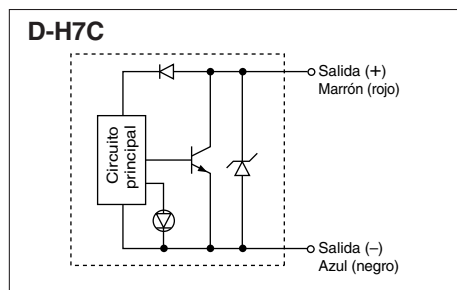 D-H7C
Salida (+)
Marrón (rojo)
Circuito
principal
Salida (–)
Azul (negro)